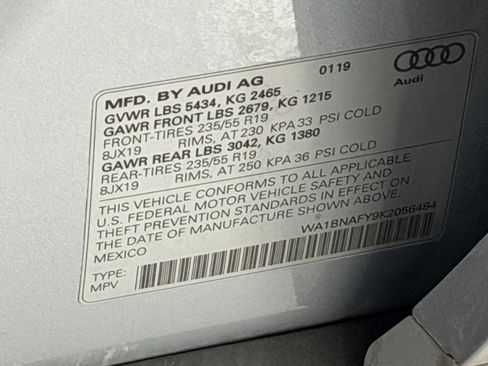 MFD. BY AUDI AG 0119
GVWR LBS 5434, KG 2465
GAWR FRONT LBS 2679, KG 1215
FRONT-TIRES 235/55 R19
8JX19 RIMS, AT 230 KPA 33 PSI COLD
GAWR REAR LBS 3042, KG 1380
REAR-TIRES 235/55 R19
8JX19 RIMS, AT 250 KPA 36 PSI COLD
THIS VEHICLE CONFORMS TO ALL APPLICABLE
U.S. FEDERAL MOTOR VEHICLE SAFETY AND
THEFT PREVENTION STANDARDS IN EFFECT ON
THE DATE OF MANUFACTURE SHOWN ABOVE.
MEXICO
WA1BNAFY9K2056484
TYPE:
MPV
Audi